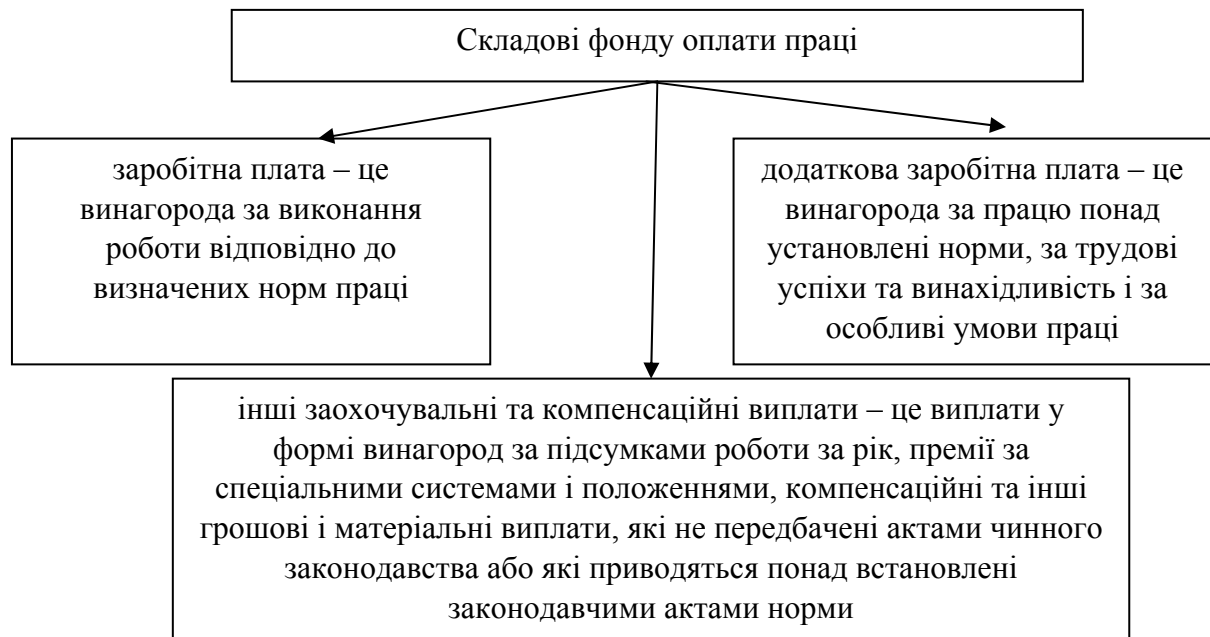 Складові фонду оплати праці
заробітна плата – це
винагорода за виконання
роботи відповідно до
визначених норм праці
додаткова заробітна плата – це
винагорода за працю понад
установлені норми, за трудові
успіхи та винахідливість і за
особливі умови праці
інші заохочувальні та компенсаційні виплати – це виплати у
формі винагород за підсумками роботи за рік, премії за
спеціальними системами і положеннями, компенсаційні та інші
грошові і матеріальні виплати, які не передбачені актами чинного
законодавства або які приводяться понад встановлені
законодавчими актами норми